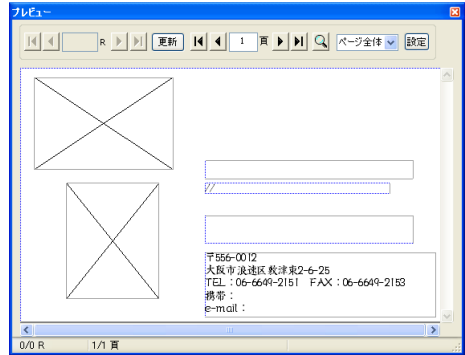 プレビュー
R 更新 1 頁 ページ全体 設定
//
〒556-0012
大阪市浪速区敷津東2-6-25
TEL：06-6649-2151 FAX：06-6649-2153
携帯：
e-mail：
0/0 R 1/1 頁